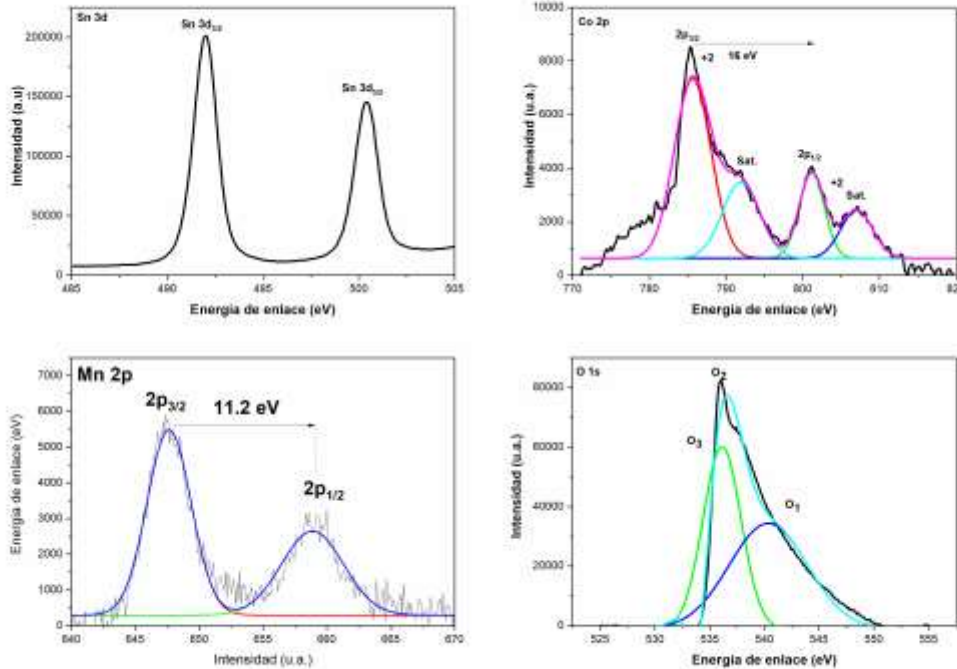 Sn 3d
Sn 3d5/2
Sn 3d3/2
200000
150000
100000
50000
0
485
490
495
500
505
Intensidad (a.u)
Energia de enlace (eV)
Co 2p
2p3/2
+2
16 eV
Sat.
2p1/2
+2
Sat.
10000
8000
6000
4000
2000
0
770
780
790
800
810
820
Intensidad (u.a.)
Energia de enlace (eV)
Mn 2p
2p3/2
11.2 eV
2p1/2
7000
6000
5000
4000
3000
2000
1000
0
640
645
650
655
660
665
670
Energia de enlace (eV)
Intensidad (u.a.)
O 1s
O2
O3
O1
80000
60000
40000
20000
0
525
530
535
540
545
550
555
Intensidad (u.a.)
Energia de enlace (eV)